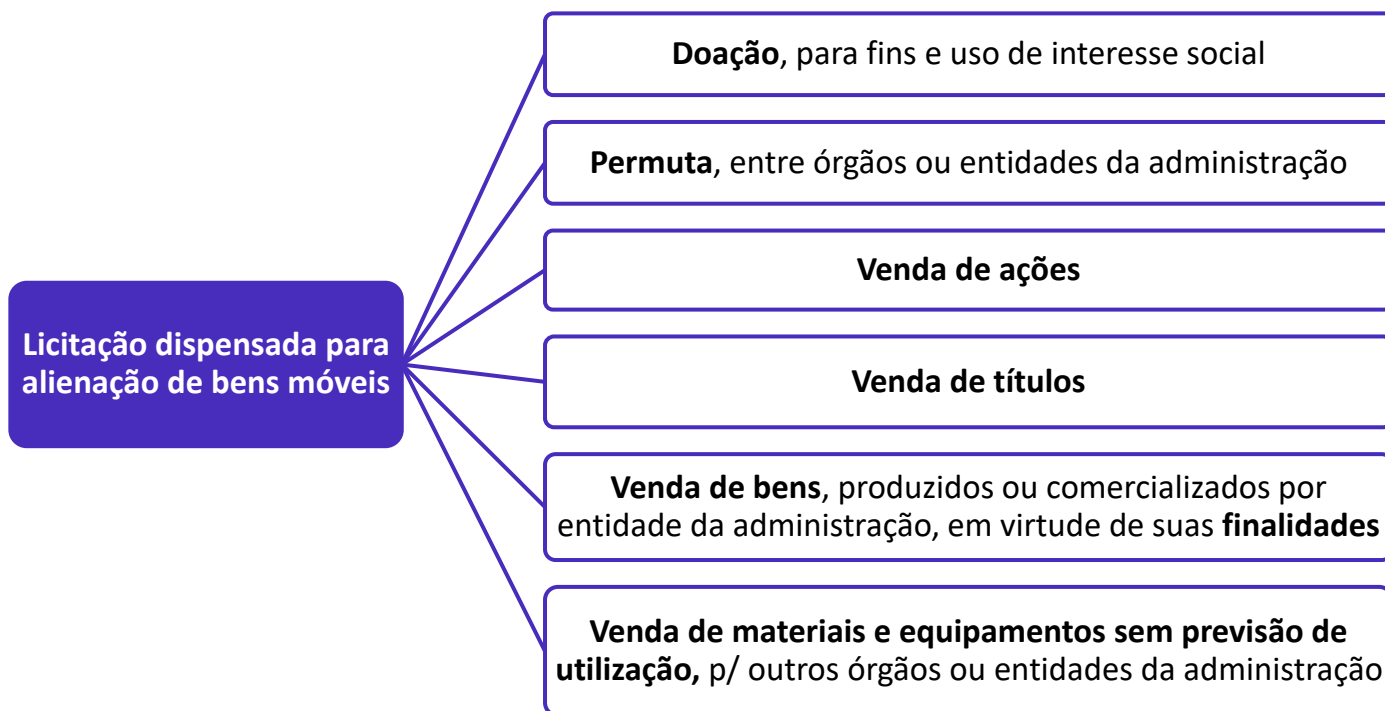 Doação, para fins e uso de interesse social
Permuta, entre órgãos ou entidades da administração
Venda de ações
Licitação dispensada para
alienação de bens móveis
Venda de títulos
Venda de bens, produzidos ou comercializados por
entidade da administração, em virtude de suas finalidades
Venda de materiais e equipamentos sem previsão de
utilização, p/ outros órgãos ou entidades da administração